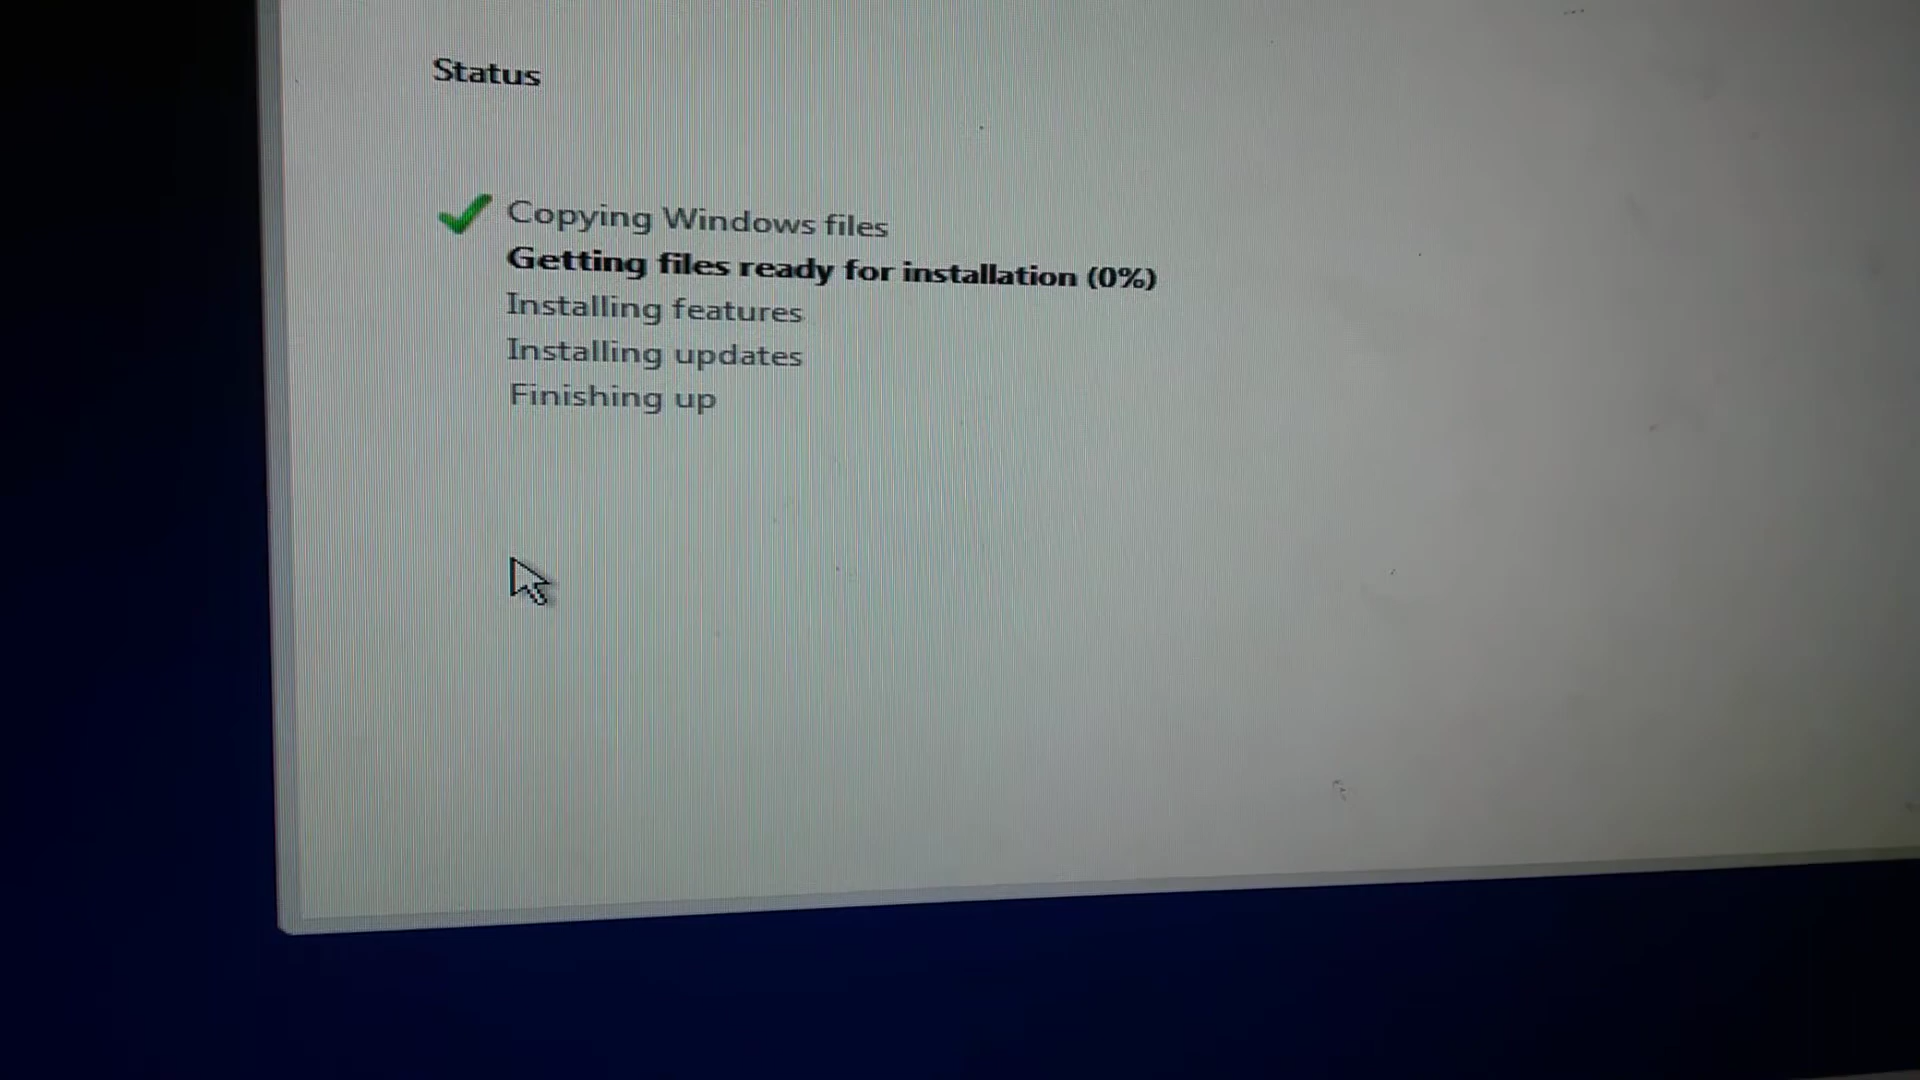 Status
Copying Windows files
Getting files ready for installation (0%)
Installing features
Installing updates
Finishing up